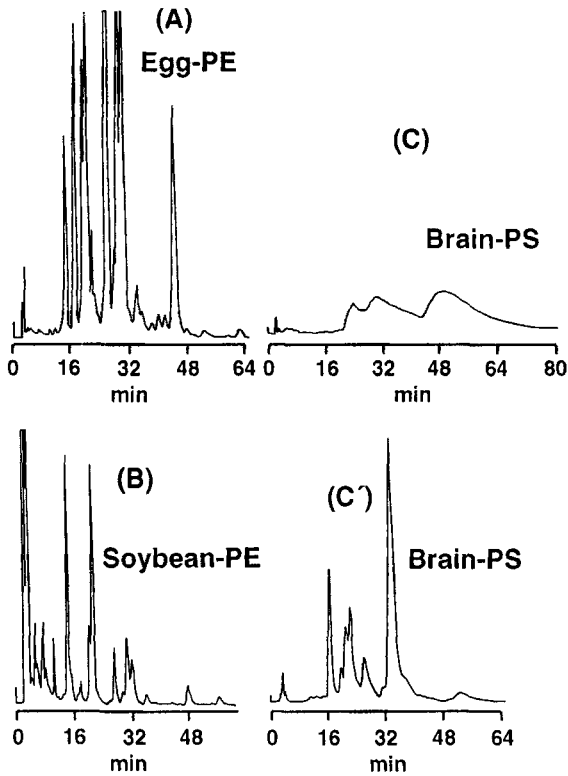 (A)
Egg-PE
0 16 32 48 64
min
(C)
Brain-PS
0 16 32 48 64 80
min
(B)
Soybean-PE
0 16 32 48
min
(C´)
Brain-PS
0 16 32 48 64
min